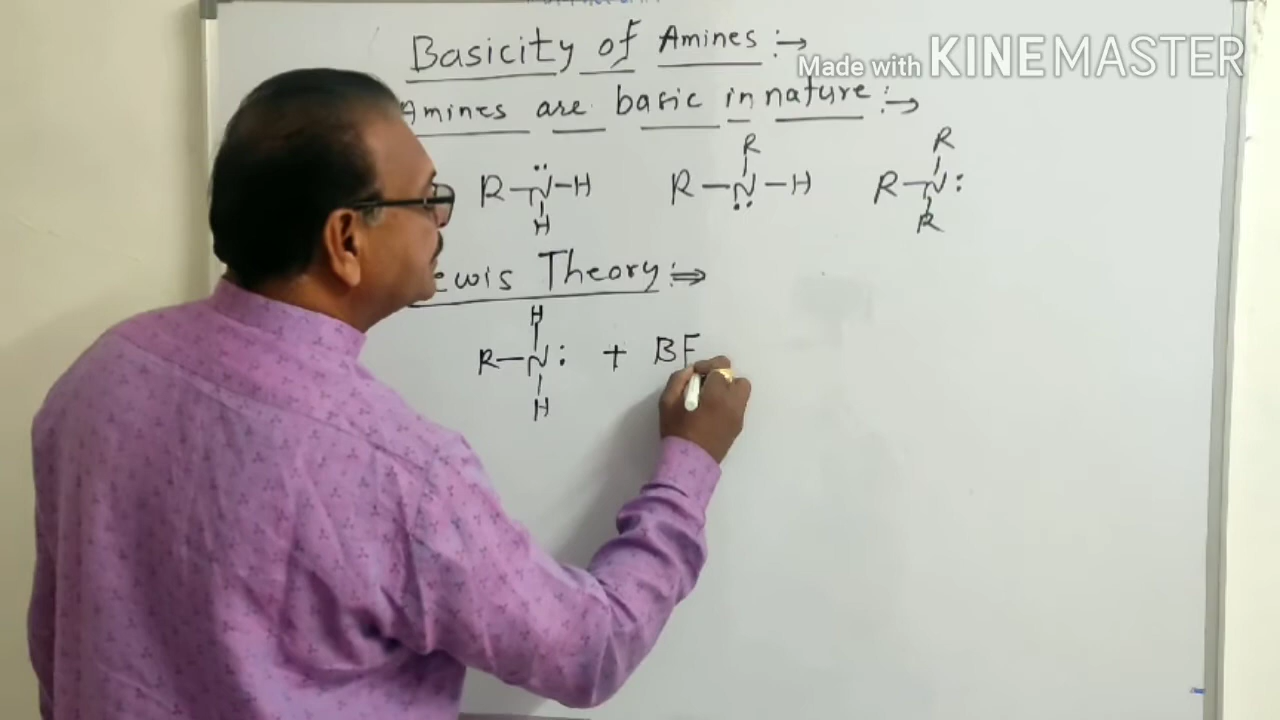 Basicity of Amines :→
Made with KINEMASTER
Amines are basic in nature :→
R R
R-N̈-H R-N-H R-N:
H R
ewis Theory :⇒
H
R-N: + BF
H